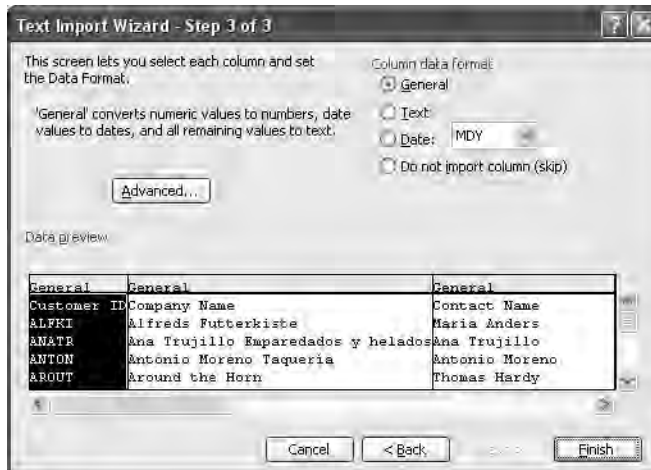 Text Import Wizard - Step 3 of 3
This screen lets you select each column and set
the Data Format.
'General' converts numeric values to numbers, date
values to dates, and all remaining values to text.
Advanced...
Column data format
General
Text
Date: MDY
Do not import column (skip)
Data preview
General General General
Customer ID Company Name Contact Name
ALFKI Alfreds Futterkiste Maria Anders
ANATR Ana Trujillo Emparedados y helados Ana Trujillo
ANTON Antonio Moreno Taquería Antonio Moreno
AROUT Around the Horn Thomas Hardy
Cancel < Back Finish